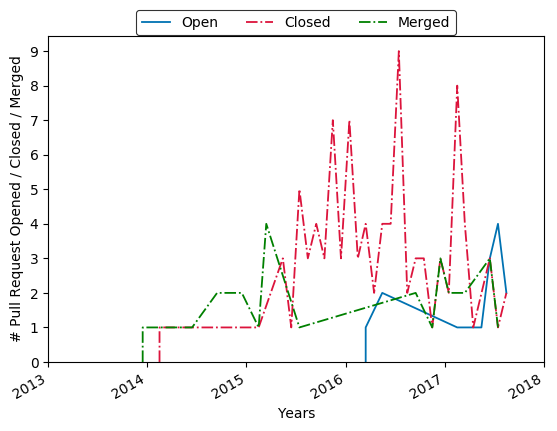 Open Closed Merged
# Pull Request Opened / Closed / Merged
9
8
7
6
5
4
3
2
1
0
2013 2014 2015 2016 2017 2018
Years